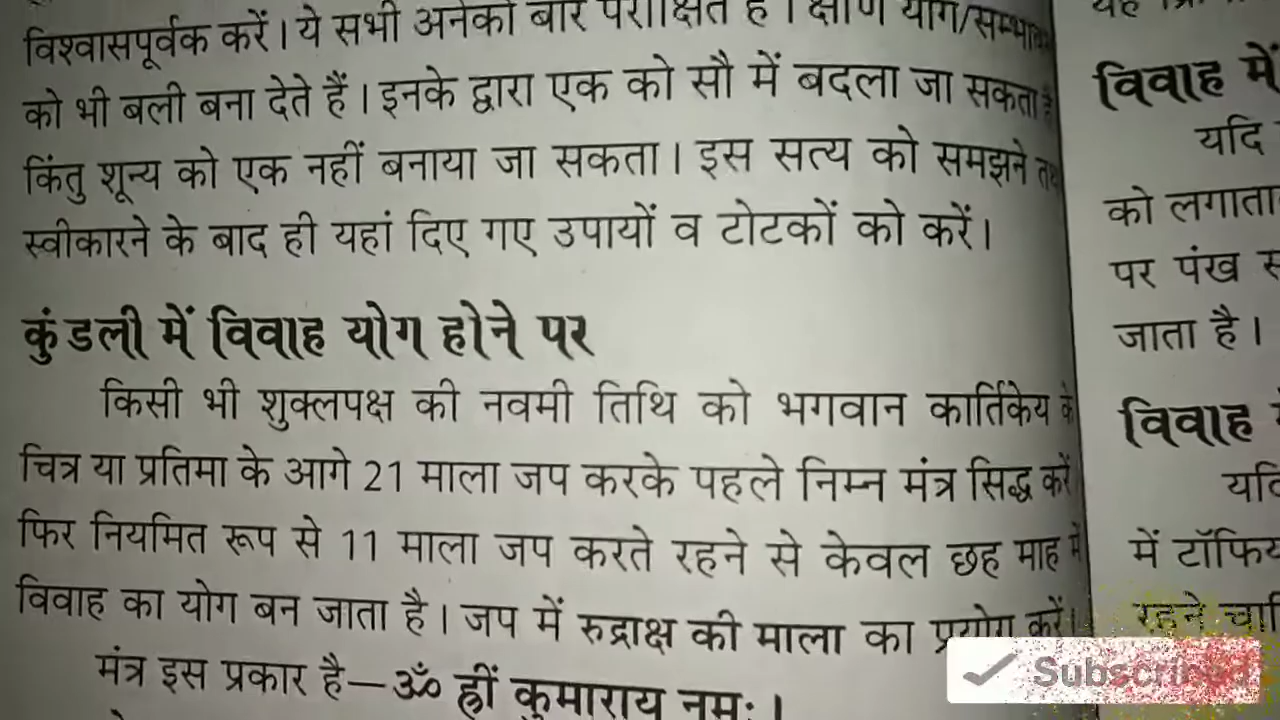 विश्वासपूर्वक करें। ये सभी अनेकों बार परीक्षित हैं। क्षीण योग/
को भी बली बना देते हैं। इनके द्वारा एक को सौ में बदला जा सकता है
किंतु शून्य को एक नहीं बनाया जा सकता। इस सत्य को समझने
स्वीकारने के बाद ही यहां दिए गए उपायों व टोटकों को करें।
कुंडली में विवाह योग होने पर
किसी भी शुक्लपक्ष की नवमी तिथि को भगवान कार्तिकेय के
चित्र या प्रतिमा के आगे 21 माला जप करके पहले निम्न मंत्र सिद्ध करें
फिर नियमित रूप से 11 माला जप करते रहने से केवल छह माह में
विवाह का योग बन जाता है। जप में रुद्राक्ष की माला का प्रयोग करें।
मंत्र इस प्रकार है—ॐ ह्रीं कुमाराय नमः।
विवाह में
यदि
को
पर पंख
जाता है।
विवाह
में
रहने
Subscribed